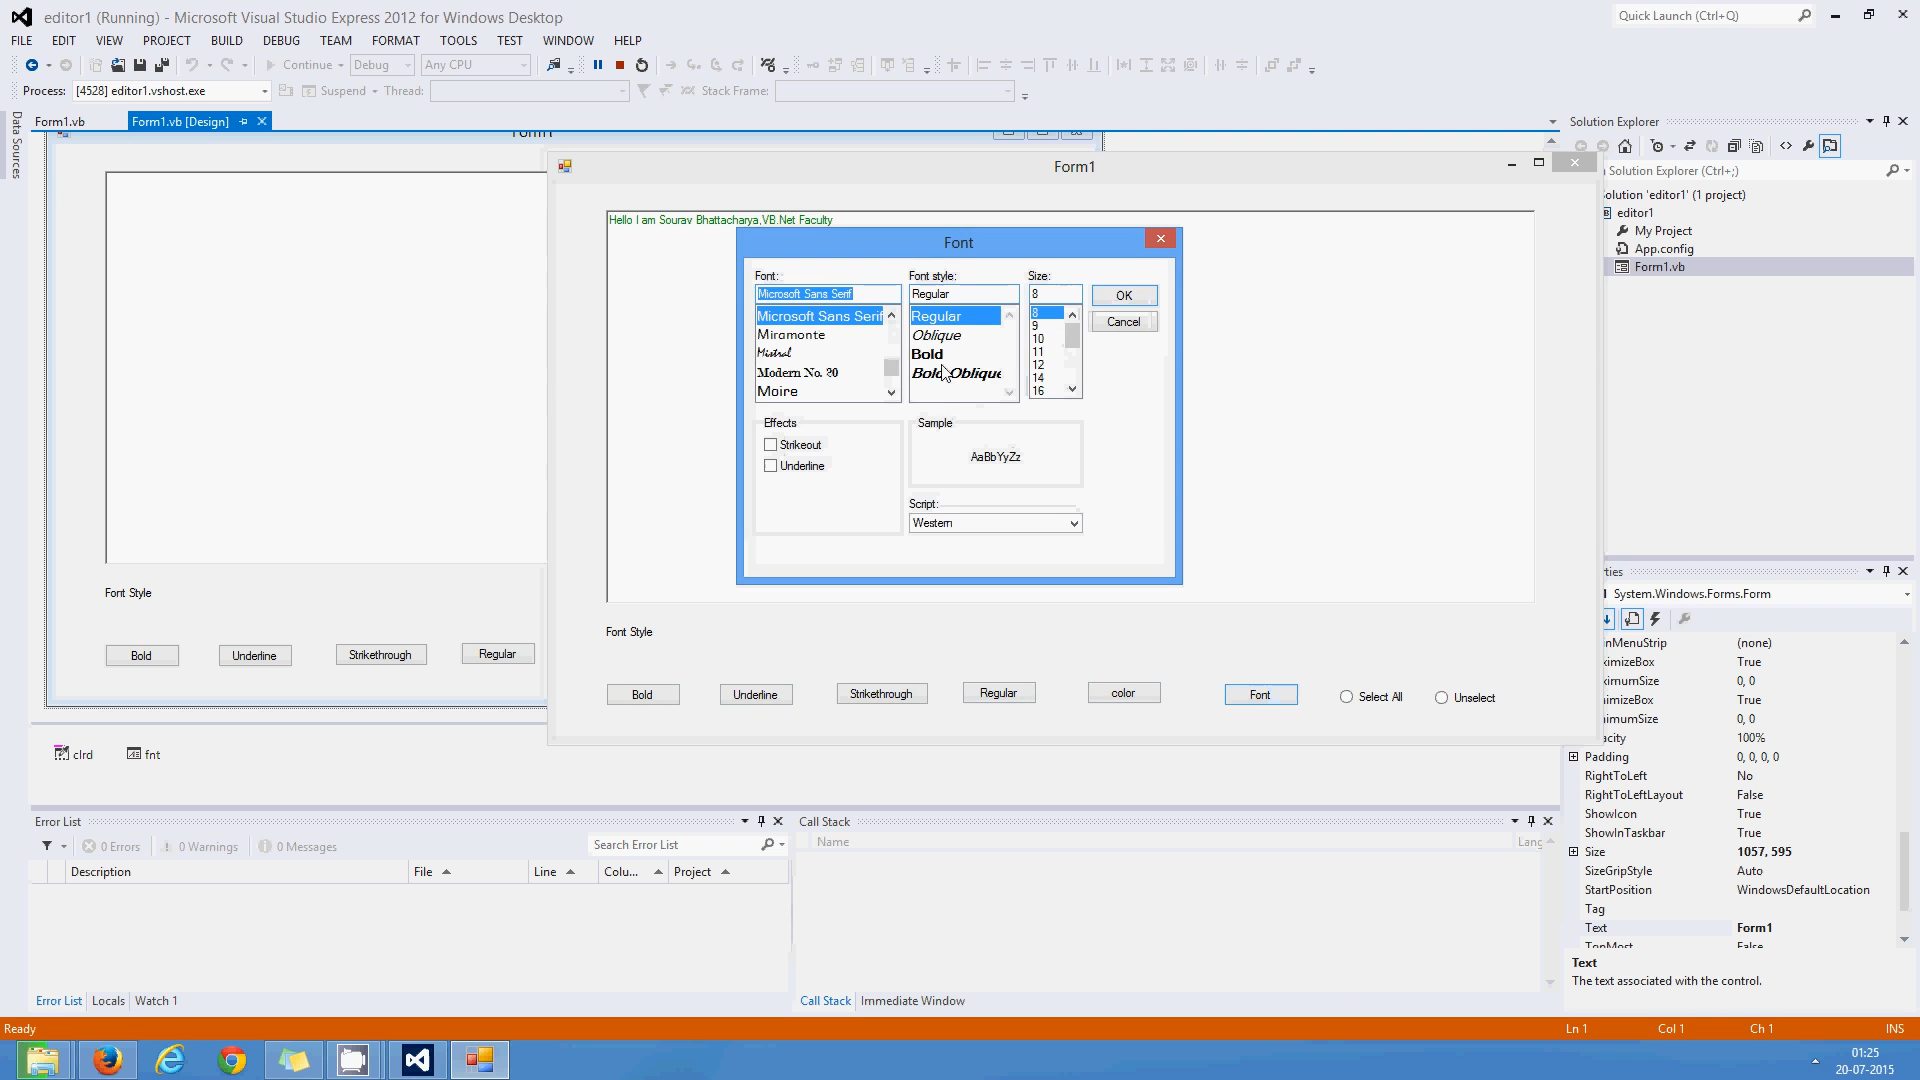 editor1 (Running) - Microsoft Visual Studio Express 2012 for Windows Desktop
Quick Launch (Ctrl+Q)
FILE EDIT VIEW PROJECT BUILD DEBUG TEAM FORMAT TOOLS TEST WINDOW HELP
Continue Debug Any CPU
Process: [4528] editor1.vshost.exe Suspend Thread: Stack Frame:
Data Sources
Form1.vb Form1.vb [Design]
Form1
Form1
Hello I am Sourav Bhattacharya,VB.Net Faculty
Font
Font: Font style: Size:
Microsoft Sans Serif Regular 8 OK
Microsoft Sans Serif Regular 8 Cancel
Miramonte Oblique 9
Mistral Bold 10
Modern No. 20 Bold Oblique 11
Moire 12
14
16
Effects Sample
Strikeout
AaBbYyZz
Underline
Script:
Western
Font Style
Bold Underline Strikethrough Regular
Font Style
Bold Underline Strikethrough Regular color Font Select All Unselect
clrd fnt
Solution Explorer
Solution Explorer (Ctrl+;)
olution 'editor1' (1 project)
editor1
My Project
App.config
Form1.vb
ties
System.Windows.Forms.Form
inMenuStrip (none)
ximizeBox True
ximumSize 0, 0
nimizeBox True
nimumSize 0, 0
acity 100%
Padding 0, 0, 0, 0
RightToLeft No
RightToLeftLayout False
ShowIcon True
ShowInTaskbar True
Size 1057, 595
SizeGripStyle Auto
StartPosition WindowsDefaultLocation
Tag
Text Form1
TopMost False
Text
The text associated with the control.
Error List
0 Errors 0 Warnings 0 Messages Search Error List
Description File Line Colu... Project
Error List Locals Watch 1
Call Stack
Name Lang
Call Stack Immediate Window
Ready Ln 1 Col 1 Ch 1 INS
01:25
20-07-2015